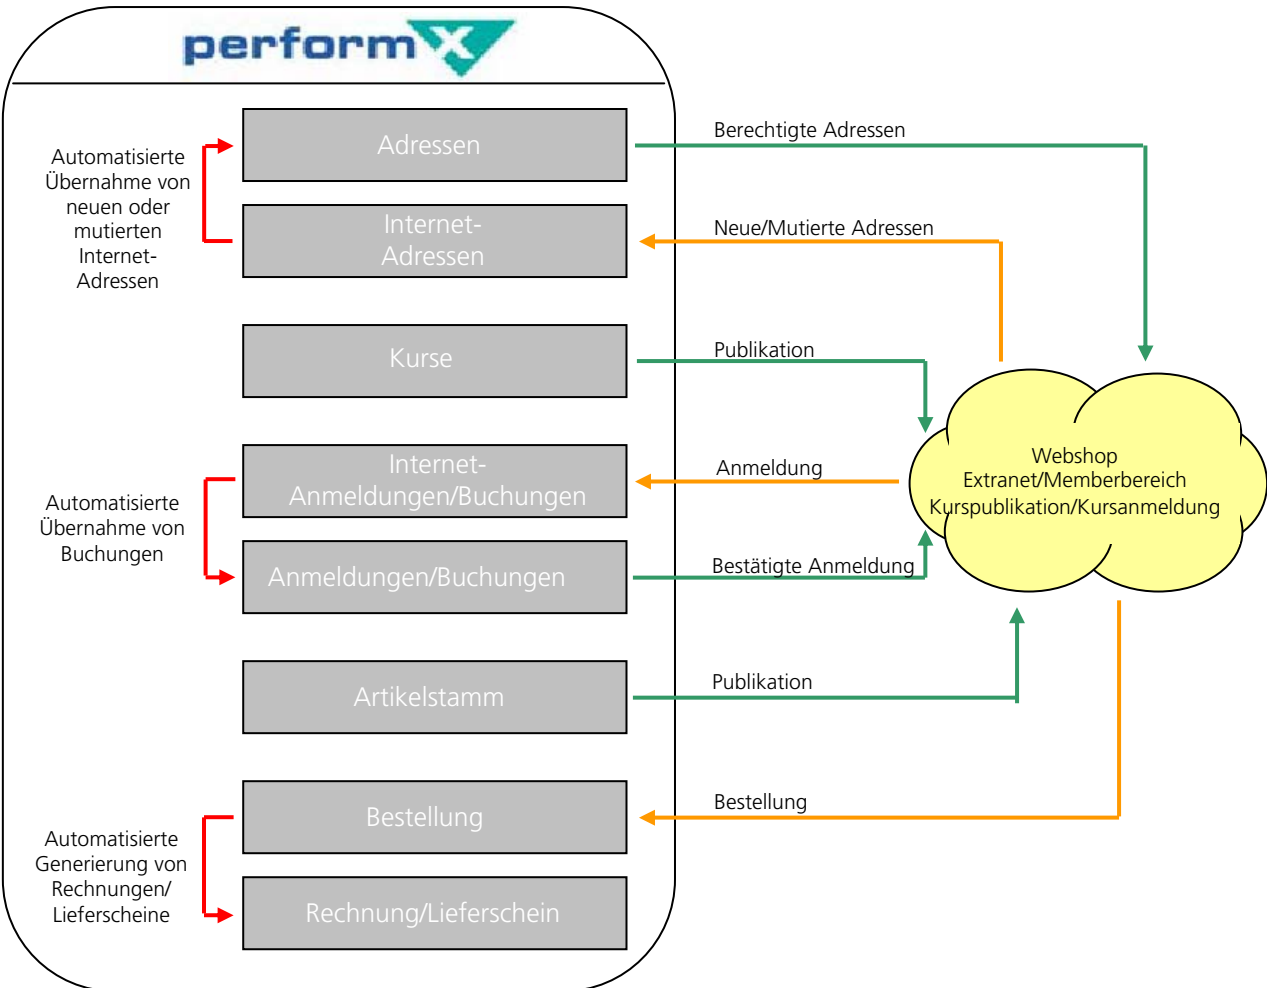 performX
Automatisierte
Übernahme von
neuen oder
mutierten
Internet-
Adressen
Adressen
Internet-
Adressen
Berechtigte Adressen
Neue/Mutierte Adressen
Kurse
Publikation
Automatisierte
Übernahme von
Buchungen
Internet-
Anmeldungen/Buchungen
Anmeldungen/Buchungen
Anmeldung
Bestätigte Anmeldung
Webshop
Extranet/Memberbereich
Kurspublikation/Kursanmeldung
Artikelstamm
Publikation
Automatisierte
Generierung von
Rechnungen/
Lieferscheine
Bestellung
Rechnung/Lieferschein
Bestellung